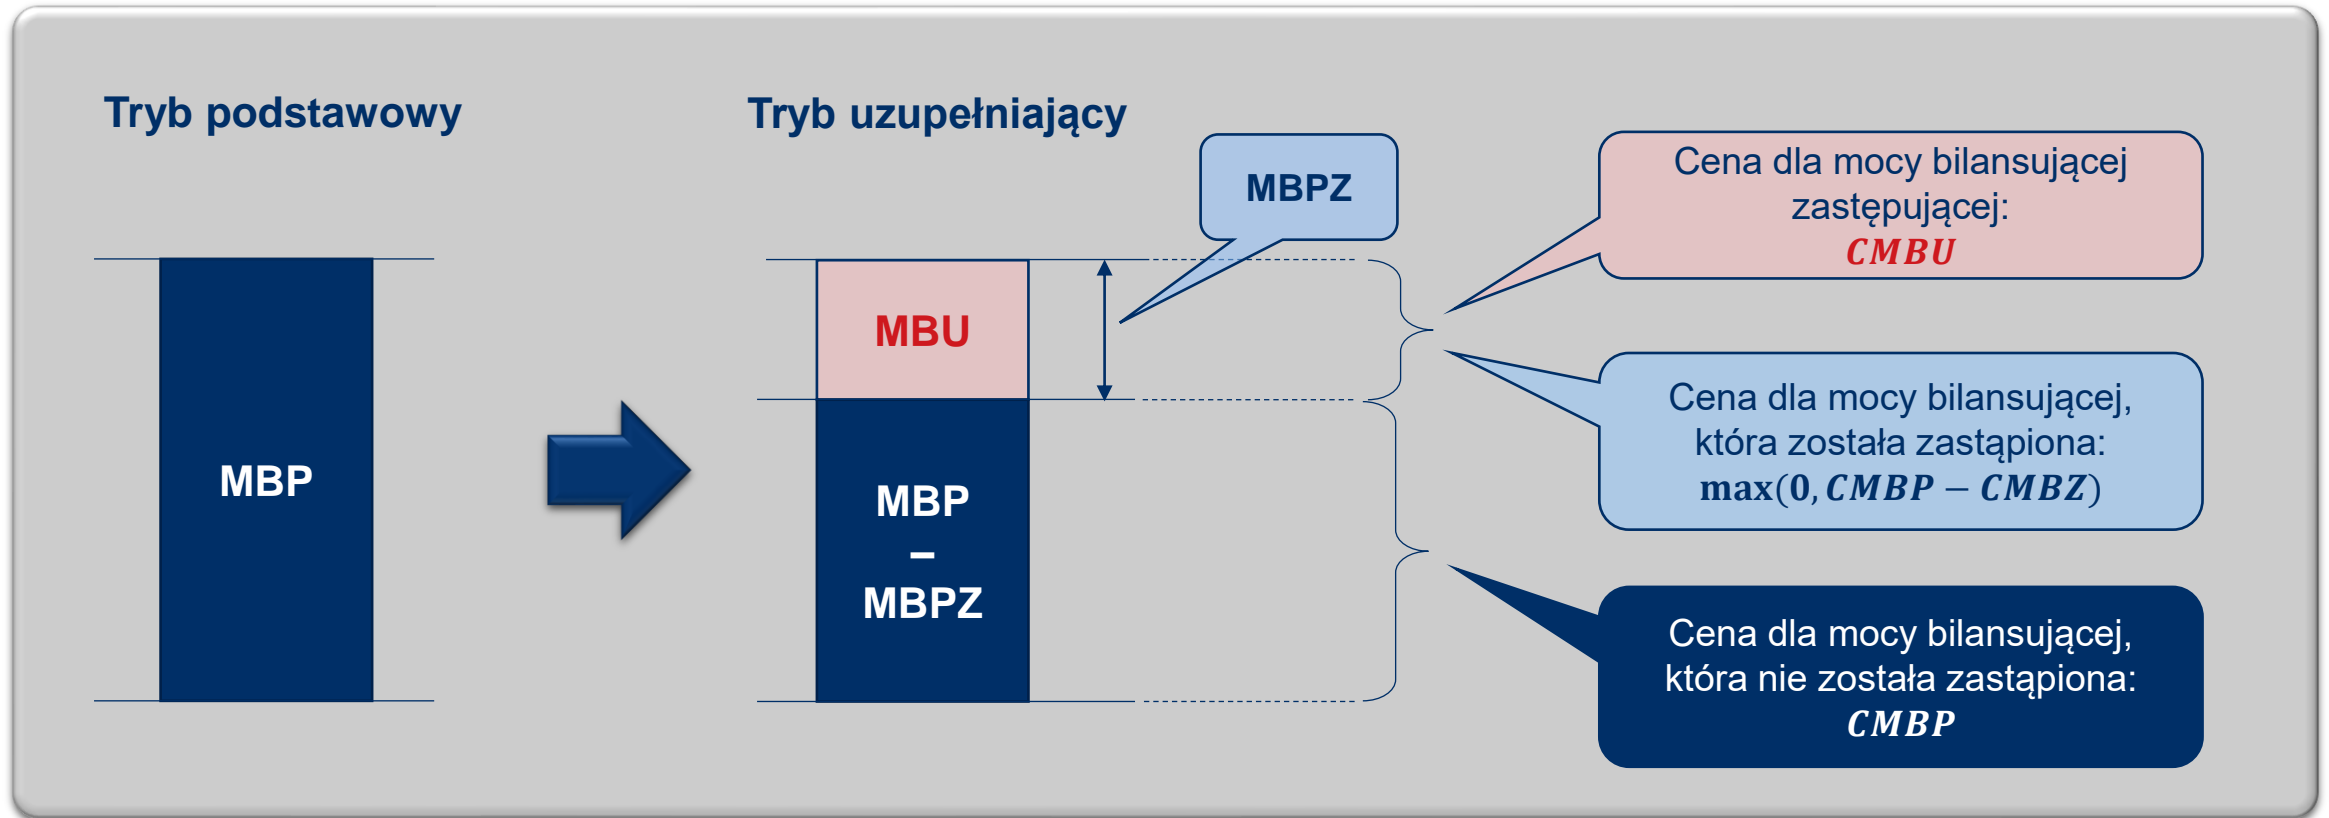 Tryb podstawowy
MBP
Tryb uzupełniający
MBPZ
MBU
MBP
–
MBPZ
Cena dla mocy bilansującej
zastępującej:
CMBU
Cena dla mocy bilansującej,
która została zastąpiona:
max(0, CMBP − CMBZ)
Cena dla mocy bilansującej,
która nie została zastąpiona:
CMBP